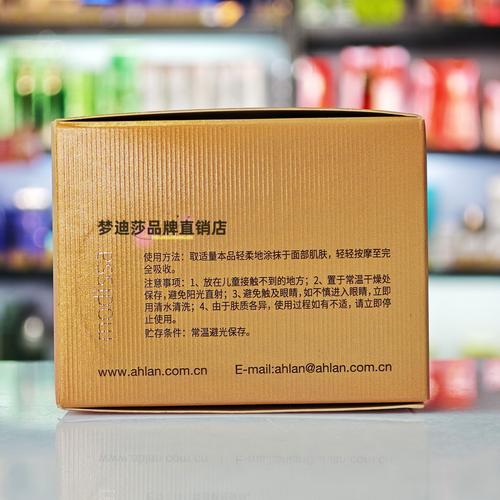 梦迪莎品牌直销店
使用方法：取适量本品轻柔地涂抹于面部肌肤，轻轻按摩至完
全吸收。
注意事项：1、放在儿童接触不到的地方；2、置于常温干燥处
保存，避免阳光直射；3、避免触及眼睛，如不慎进入眼睛，立即
用清水清洗；4、由于肤质各异，使用过程如有不适，请立即停
止使用。
贮存条件：常温避光保存。
www.ahlan.com.cn E-mail:ahlan@ahlan.com.cn